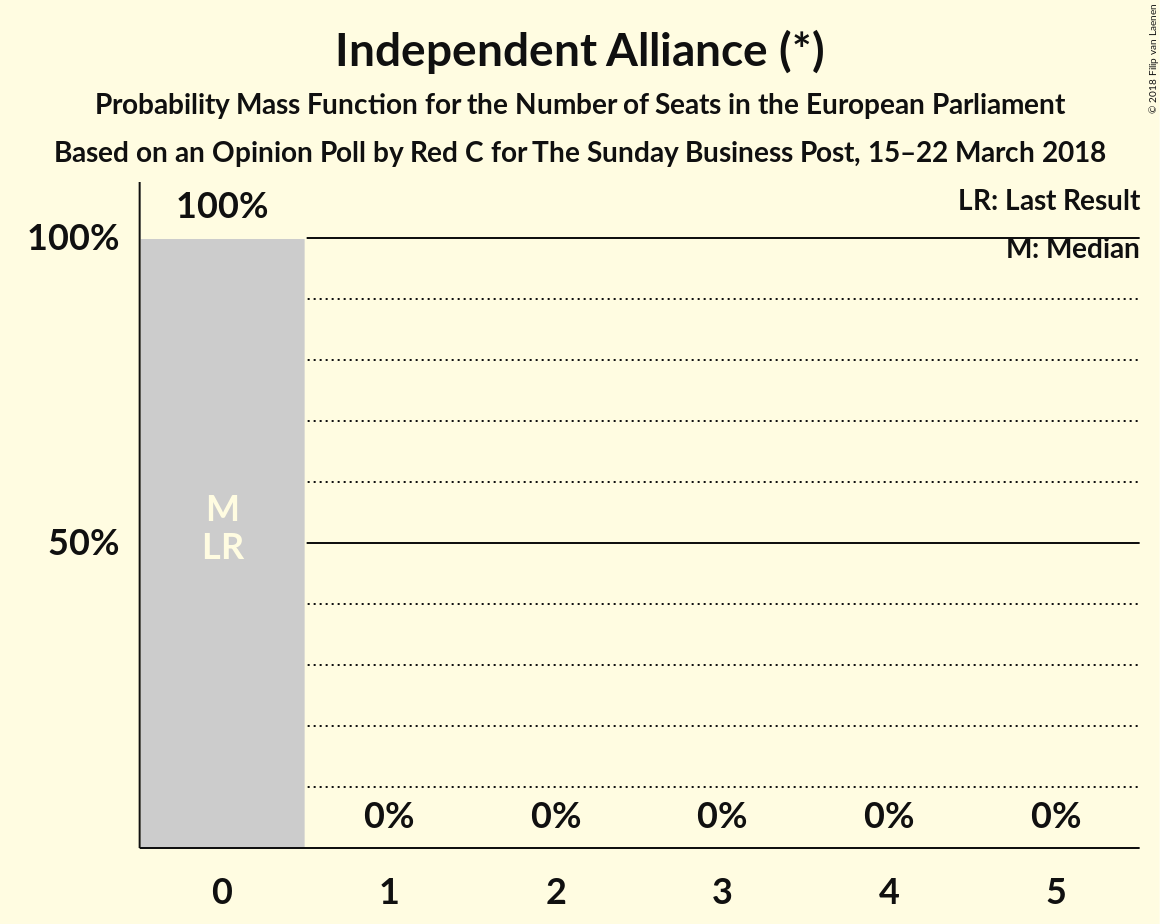 Independent Alliance (*)
Probability Mass Function for the Number of Seats in the European Parliament
Based on an Opinion Poll by Red C for The Sunday Business Post, 15–22 March 2018
© 2018 Filip van Laenen
LR: Last Result
M: Median
100%
100%
50%
M
LR
0%
0%
0%
0%
0%
0
1
2
3
4
5